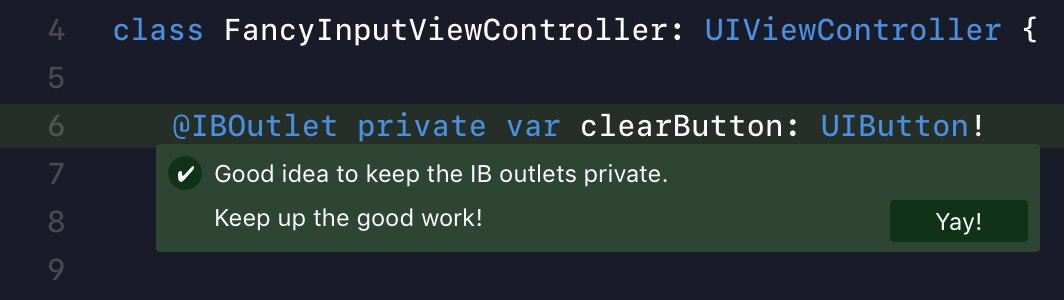 4 class FancyInputViewController: UIViewController {
5
6 @IBOutlet private var clearButton: UIButton!
7 ✔ Good idea to keep the IB outlets private.
8 Keep up the good work! Yay!
9